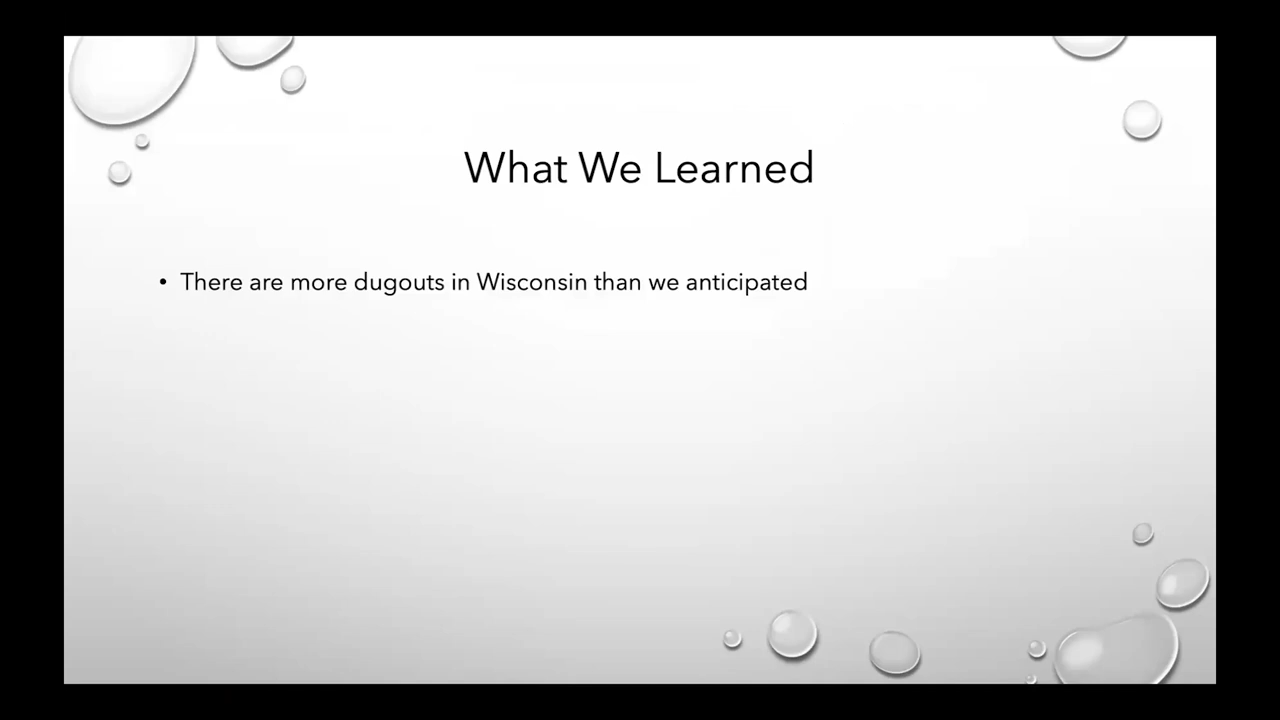 What We Learned
• There are more dugouts in Wisconsin than we anticipated